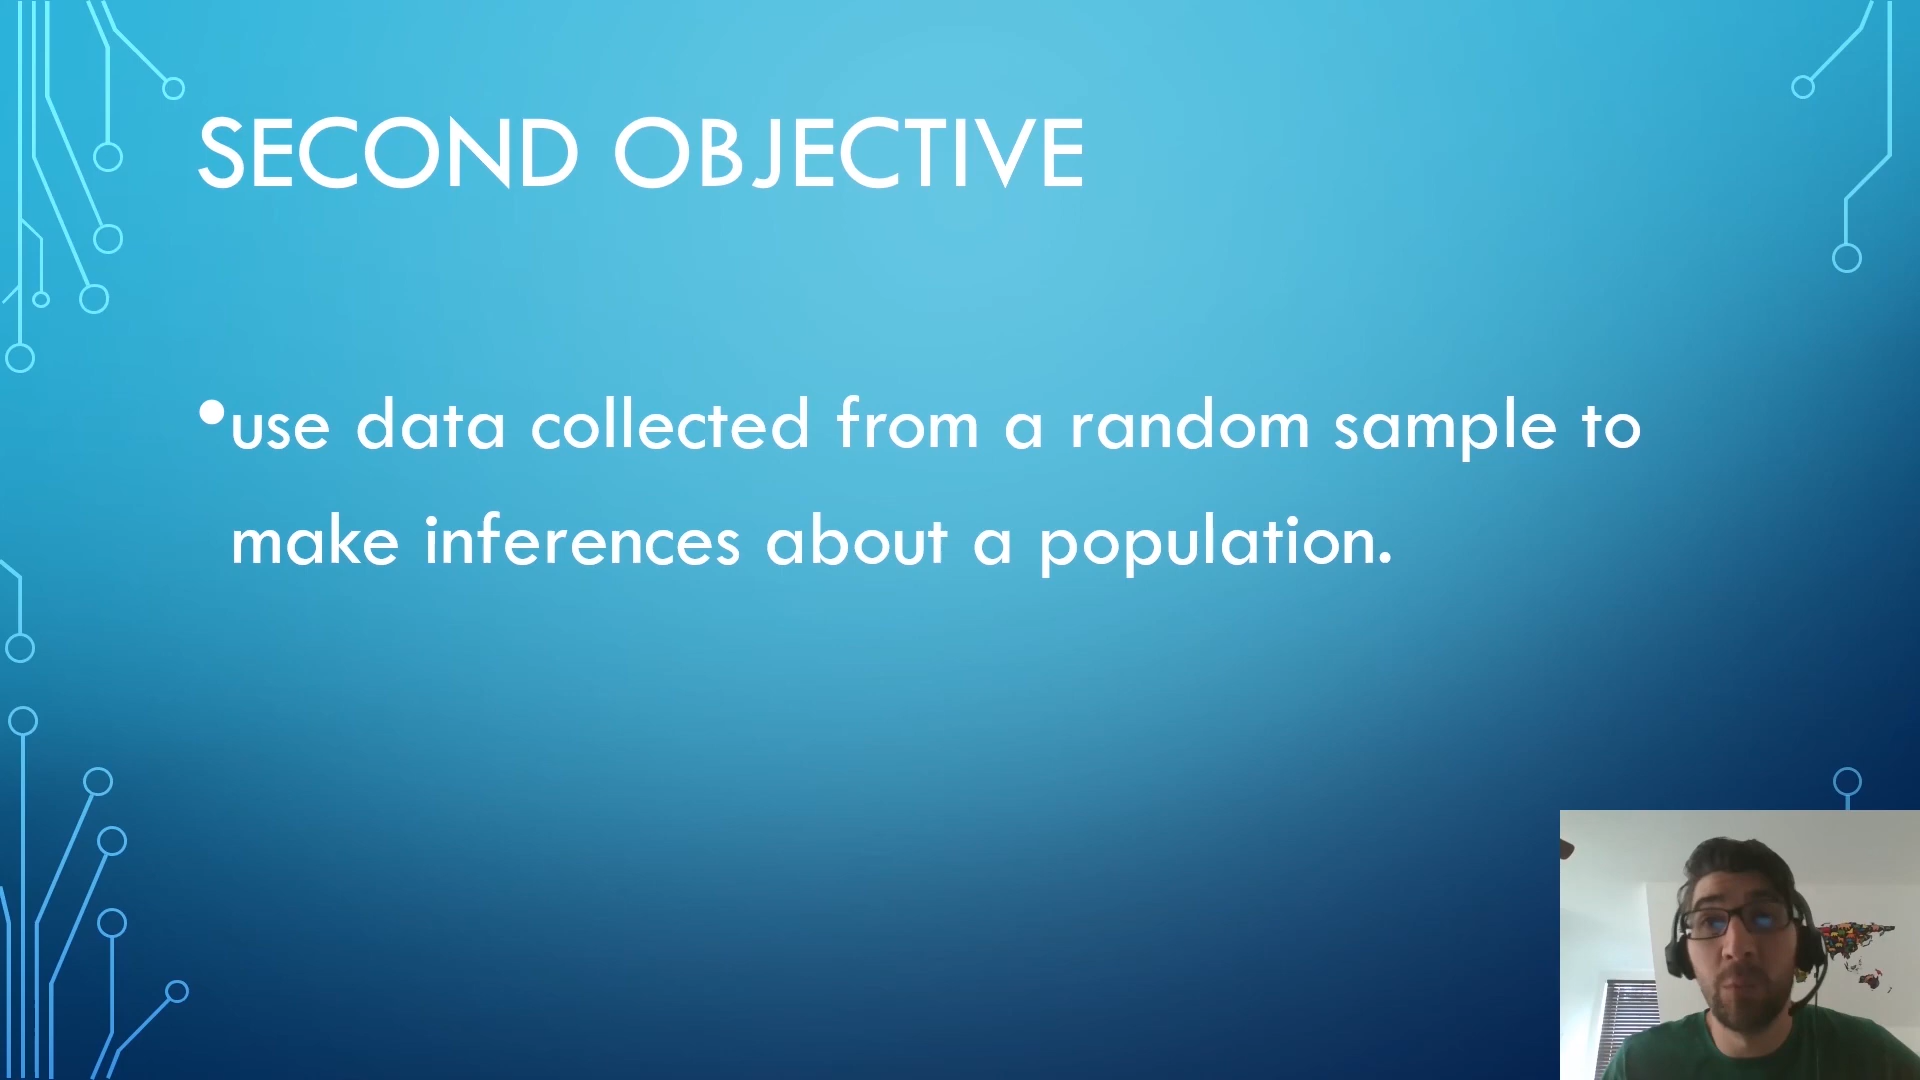 SECOND OBJECTIVE
•use data collected from a random sample to
make inferences about a population.